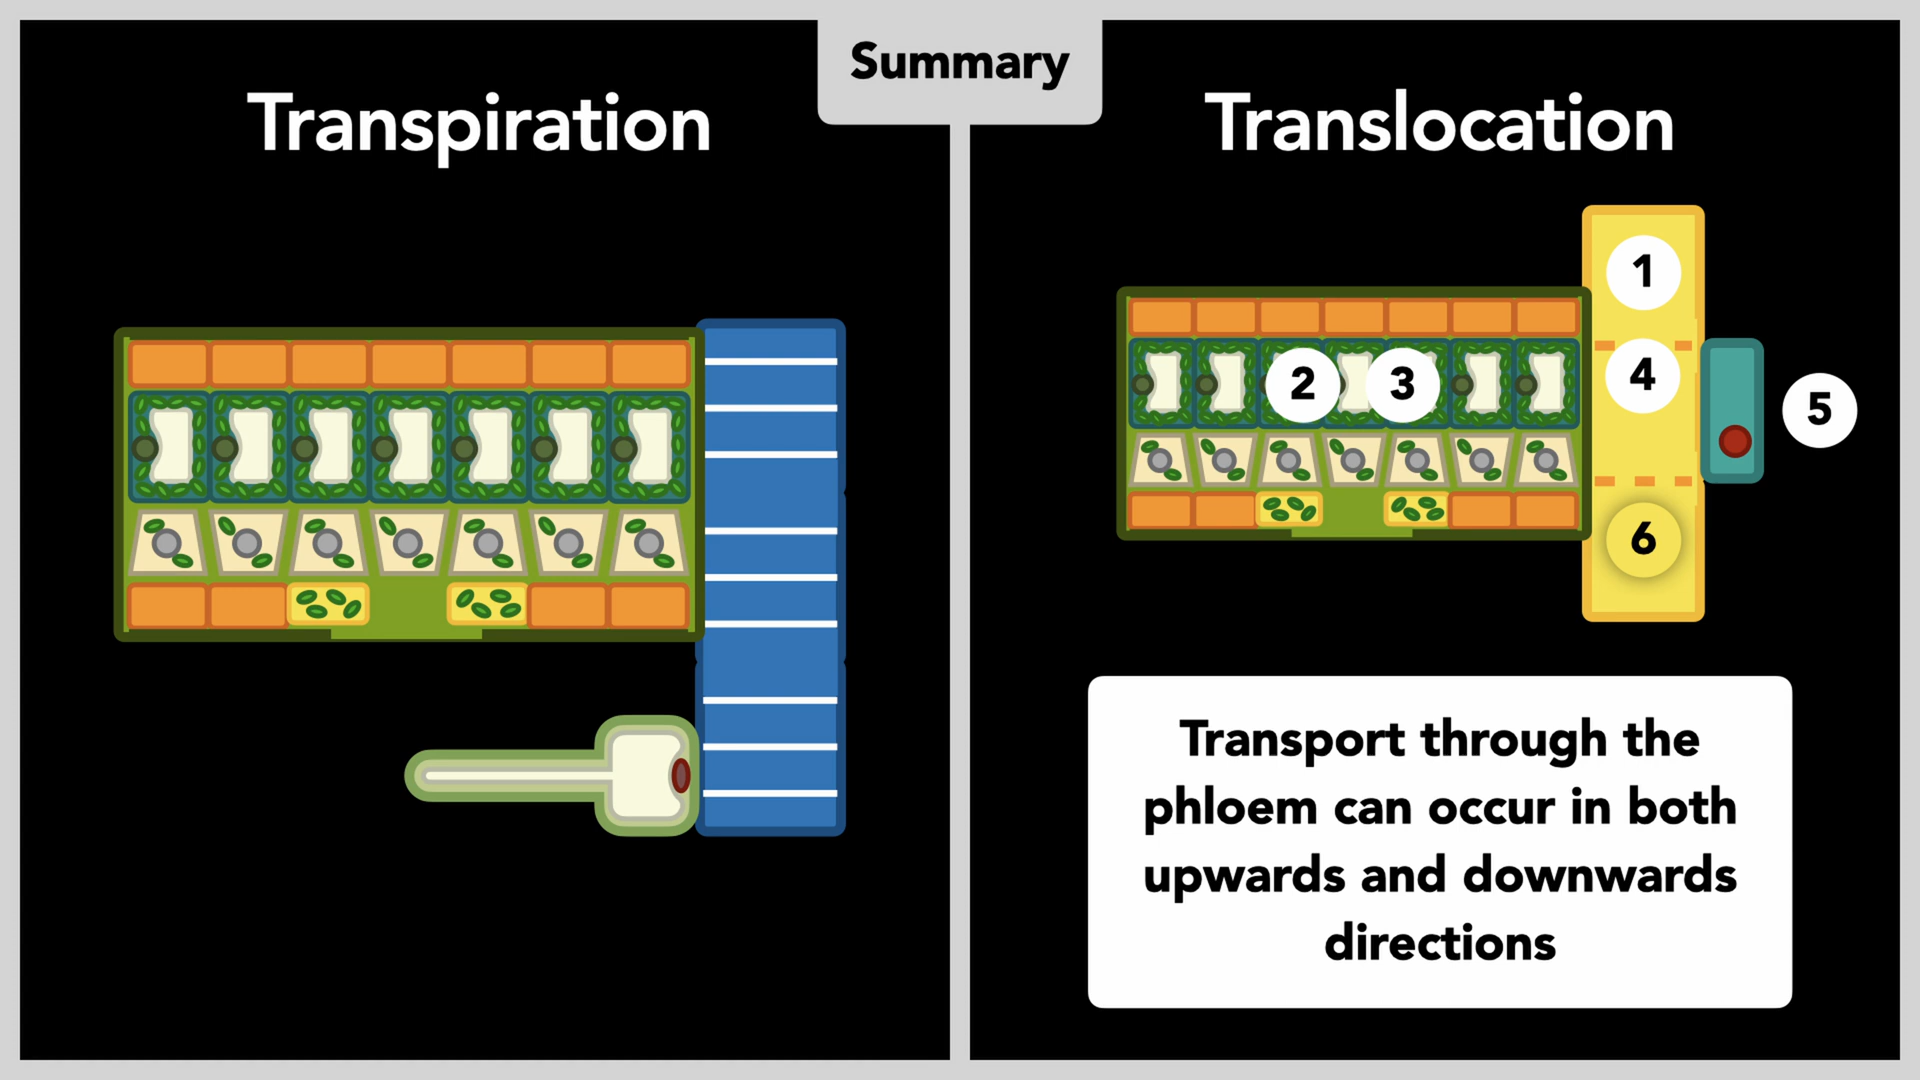 Summary
Transpiration
Translocation
1
2
3
4
5
6
Transport through the
phloem can occur in both
upwards and downwards
directions